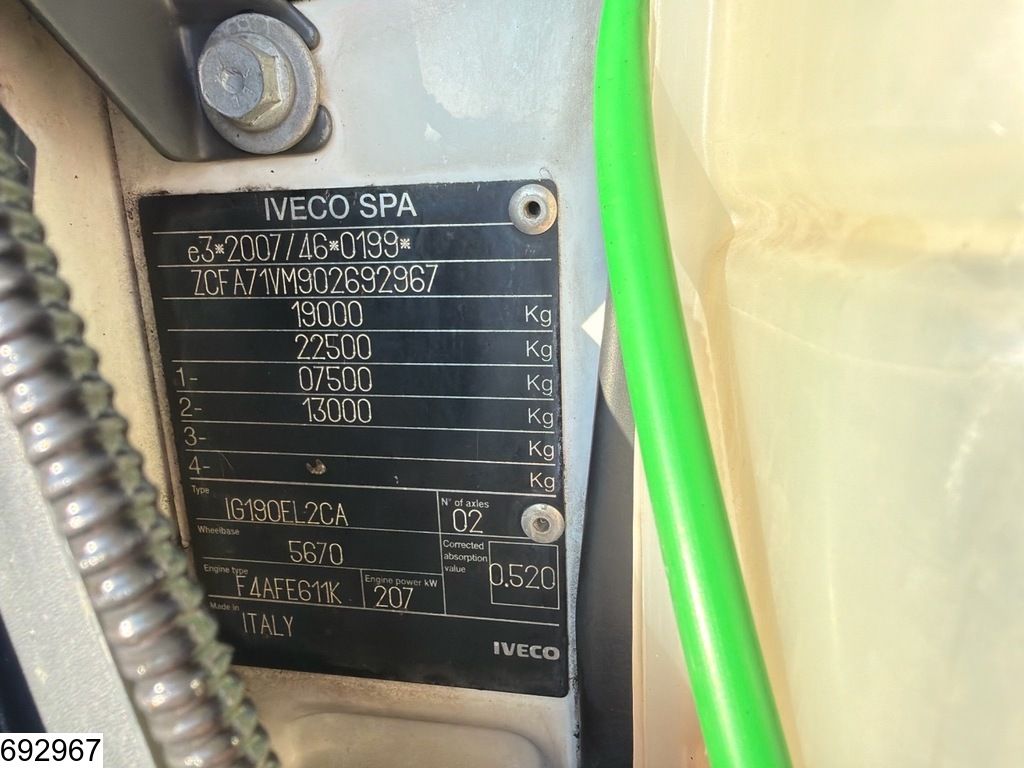 IVECO SPA
e3*2007/46*0199*
ZCFA71VM902692967
19000 Kg
22500 Kg
1- 07500 Kg
2- 13000 Kg
3- Kg
4- Kg
Type IG190EL2CA N° of axles 02
Wheelbase 5670 Corrected absorption value 0.520
Engine type F4AFE611K Engine power kW 207
Made in ITALY
IVECO
692967